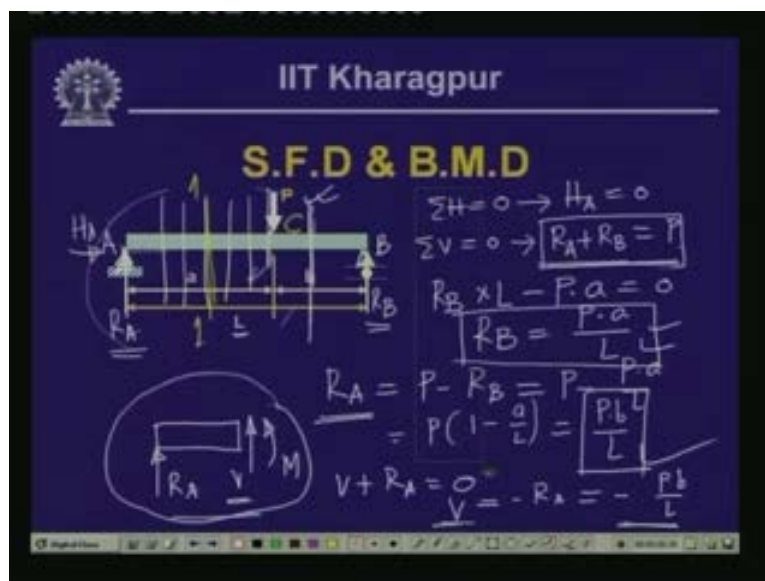 IIT Kharagpur
S.F.D & B.M.D
1
P
C
H_A A
B
a
R_A
L
R_B
1
ΣH=0 → H_A = 0
ΣV=0 → R_A+R_B = P
R_B × L - P.a = 0
R_B = P.a/L
R_A = P - R_B = P - P.a/L
= P(1 - a/L) = P.b/L
R_A V M
V + R_A = 0
V = - R_A = - Pb/L